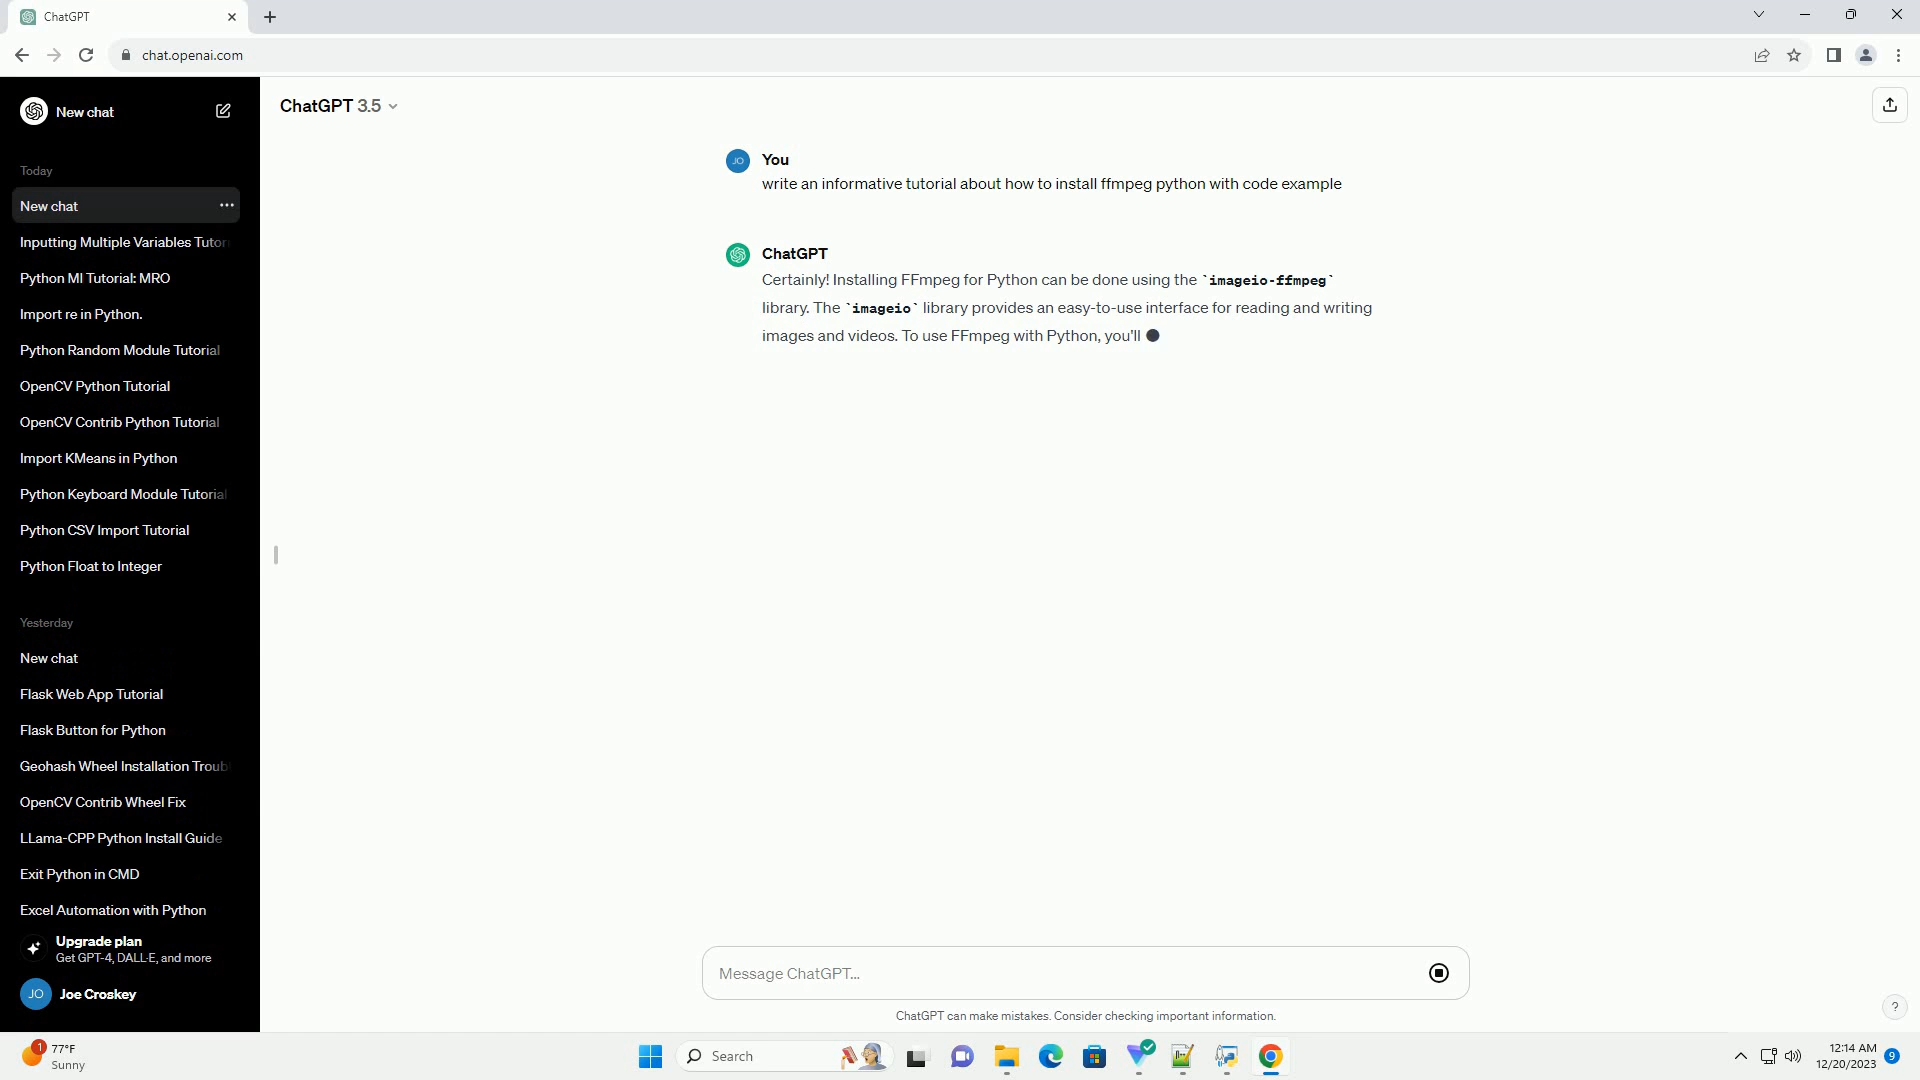 ChatGPT
chat.openai.com
New chat
Today
New chat
Inputting Multiple Variables Tutor
Python MI Tutorial: MRO
Import re in Python.
Python Random Module Tutorial
OpenCV Python Tutorial
OpenCV Contrib Python Tutorial
Import KMeans in Python
Python Keyboard Module Tutorial
Python CSV Import Tutorial
Python Float to Integer
Yesterday
New chat
Flask Web App Tutorial
Flask Button for Python
Geohash Wheel Installation Troub
OpenCV Contrib Wheel Fix
LLama-CPP Python Install Guide
Exit Python in CMD
Excel Automation with Python
Upgrade plan
Get GPT-4, DALL·E, and more
JO Joe Croskey
ChatGPT 3.5
JO You
write an informative tutorial about how to install ffmpeg python with code example
ChatGPT
Certainly! Installing FFmpeg for Python can be done using the `imageio-ffmpeg`
library. The `imageio` library provides an easy-to-use interface for reading and writing
images and videos. To use FFmpeg with Python, you'll
Message ChatGPT...
ChatGPT can make mistakes. Consider checking important information.
?
1 77°F
Sunny
Search
12:14 AM
12/20/2023 9